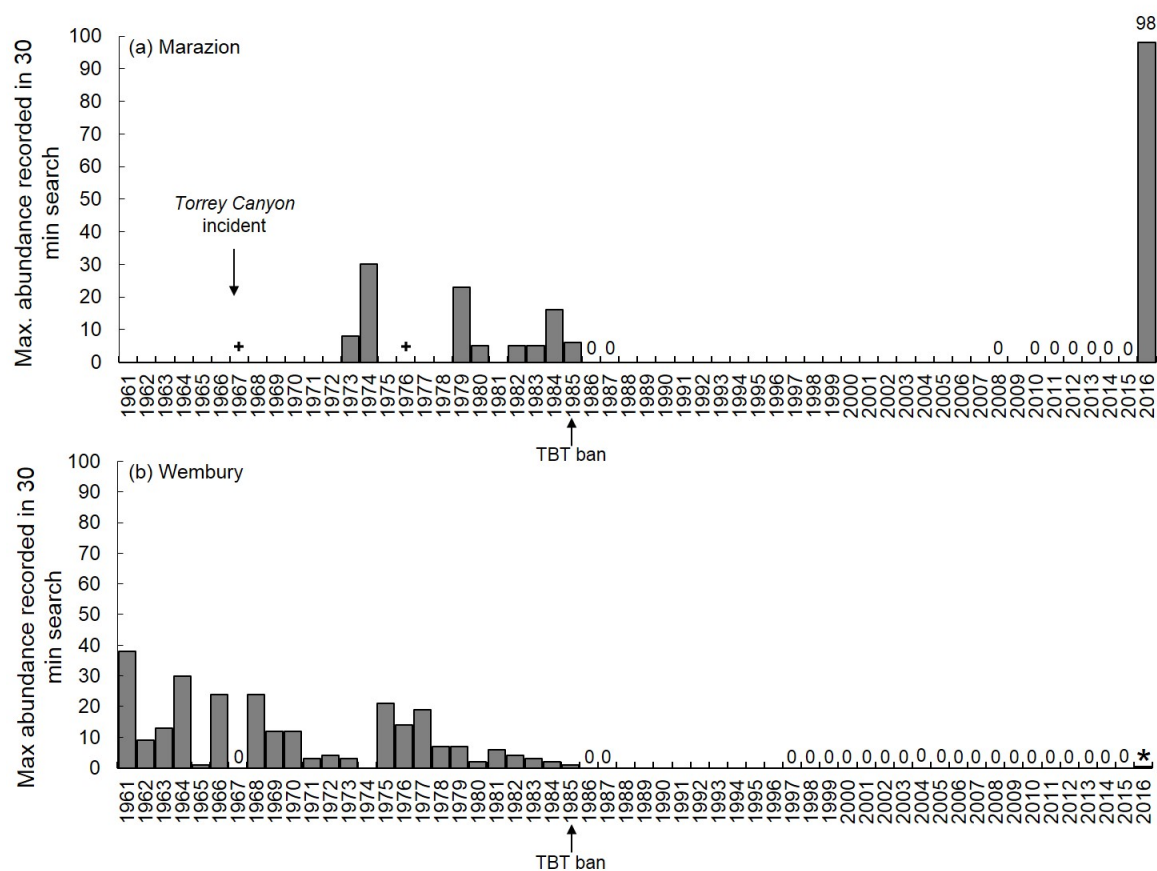 98
100
90
80
70
60
50
40
30
20
10
0
Max. abundance recorded in 30
min search
(a) Marazion
Torrey Canyon
incident
+
+
0 0 0 0 0 0 0 0 0
1961 1962 1963 1964 1965 1966 1967 1968 1969 1970 1971 1972 1973 1974 1975 1976 1977 1978 1979 1980 1981 1982 1983 1984 1985 1986 1987 1988 1989 1990 1991 1992 1993 1994 1995 1996 1997 1998 1999 2000 2001 2002 2003 2004 2005 2006 2007 2008 2009 2010 2011 2012 2013 2014 2015 2016
TBT ban
100
90
80
70
60
50
40
30
20
10
0
Max abundance recorded in 30
min search
(b) Wembury
0 0 0 0 0 0 0 0 0 0 0 0 0 0 0 0 0 0 0 0 0 0 *
1961 1962 1963 1964 1965 1966 1967 1968 1969 1970 1971 1972 1973 1974 1975 1976 1977 1978 1979 1980 1981 1982 1983 1984 1985 1986 1987 1988 1989 1990 1991 1992 1993 1994 1995 1996 1997 1998 1999 2000 2001 2002 2003 2004 2005 2006 2007 2008 2009 2010 2011 2012 2013 2014 2015 2016
TBT ban